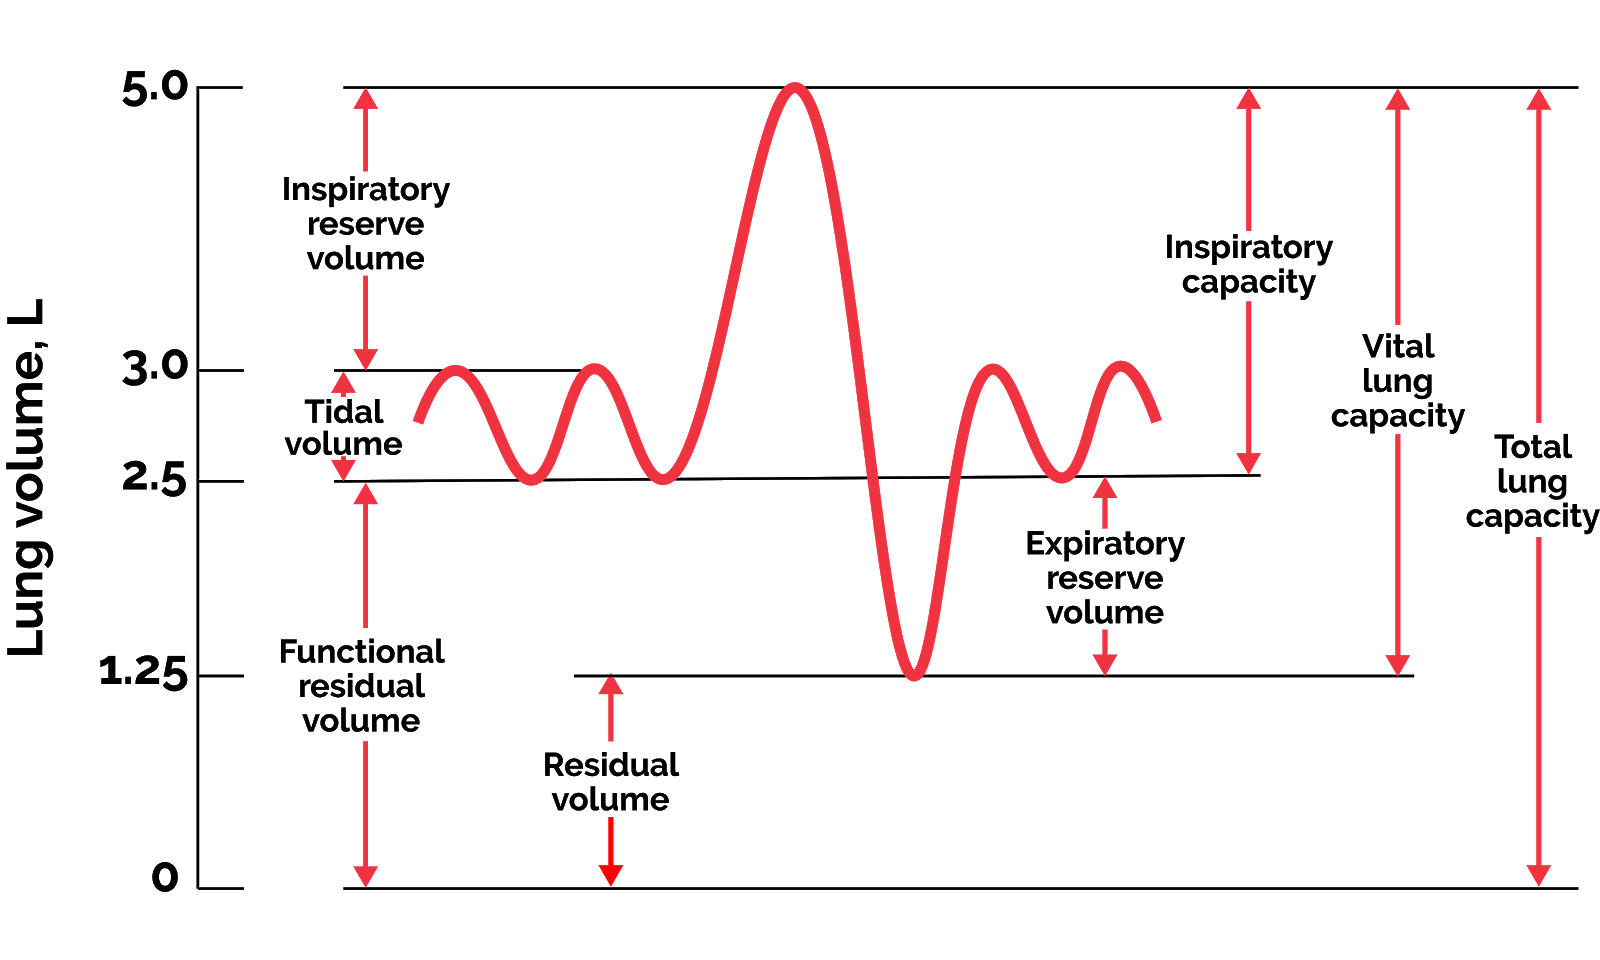 Lung volume, L
5.0
3.0
2.5
1.25
0
Inspiratory
reserve
volume
Tidal
volume
Functional
residual
volume
Residual
volume
Expiratory
reserve
volume
Inspiratory
capacity
Vital
lung
capacity
Total
lung
capacity